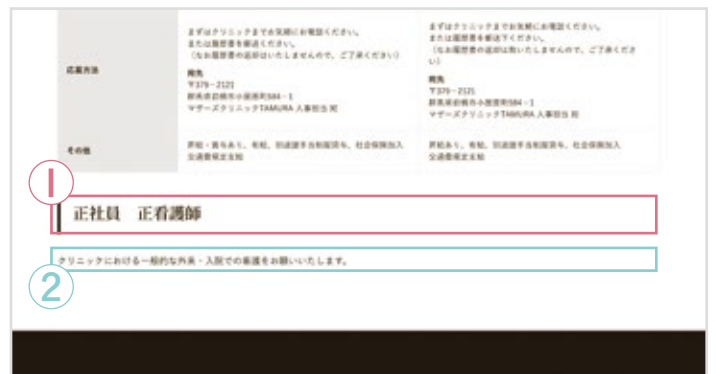 応募方法
まずはクリニックまでお気軽にお電話ください。
または履歴書を郵送ください。
（なお履歴書の返却はいたしませんので、ご了承ください）
宛先
〒379−2121
群馬県前橋市小屋原町584−1
マザーズクリニックTAMURA 人事担当 宛
まずはクリニックまでお気軽にお電話ください。
または履歴書を郵送下ください。
（なお履歴書の返却は致いたしませんので、ご了承くださ
い）
宛先
〒379−2121
群馬県前橋市小屋原町584−1
マザーズクリニックTAMURA 人事担当 宛
その他
昇給・賞与あり、有給、別途諸手当制度貸与、社会保険加入
交通費規定支給
昇給あり、有給、別途諸手当制服貸与、社会保険加入
交通費規定支給
①
正社員　正看護師
クリニックにおける一般的な外来・入院での看護をお願いいたします。
②